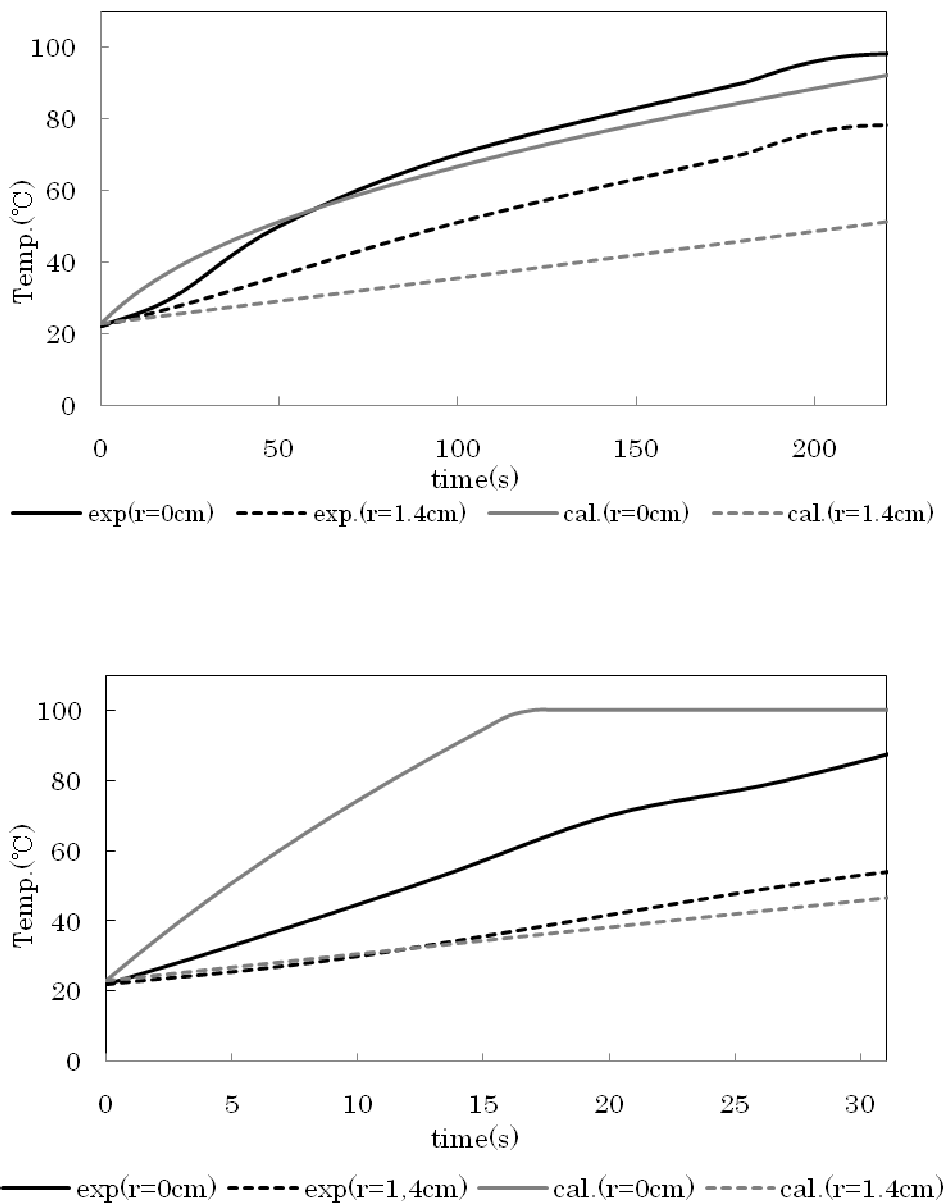 100
80
60
40
20
0
Temp.(℃)
0 50 100 150 200
time(s)
exp(r=0cm) exp.(r=1.4cm) cal.(r=0cm) cal.(r=1.4cm)
100
80
60
40
20
0
Temp.(℃)
0 5 10 15 20 25 30
time(s)
exp(r=0cm) exp(r=1,4cm) cal.(r=0cm) cal.(r=1.4cm)